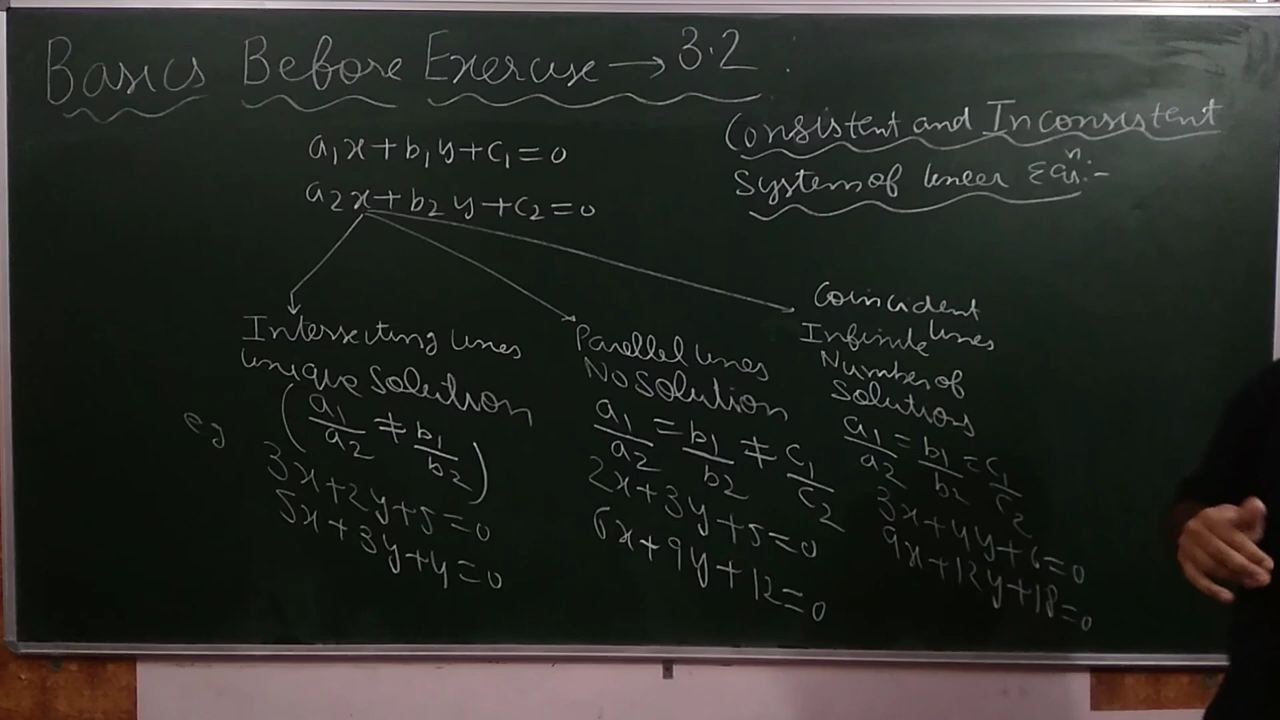 Basics Before Exercise → 3.2 :
a₁x+b₁y+c₁=0
a₂x+b₂y+c₂=0
Consistent and Inconsistent
System of linear Eqⁿs:-
Intersecting lines
Unique Solution
(a₁/a₂ ≠ b₁/b₂)
eg
3x+2y+5=0
5x+3y+4=0
Parellel lines
No Solution
a₁/a₂ = b₁/b₂ ≠ c₁/c₂
2x+3y+5=0
6x+9y+12=0
Coincident
lines
Infinite
Number of
Solutions
a₁/a₂ = b₁/b₂ = c₁/c₂
3x+4y+6=0
9x+12y+18=0